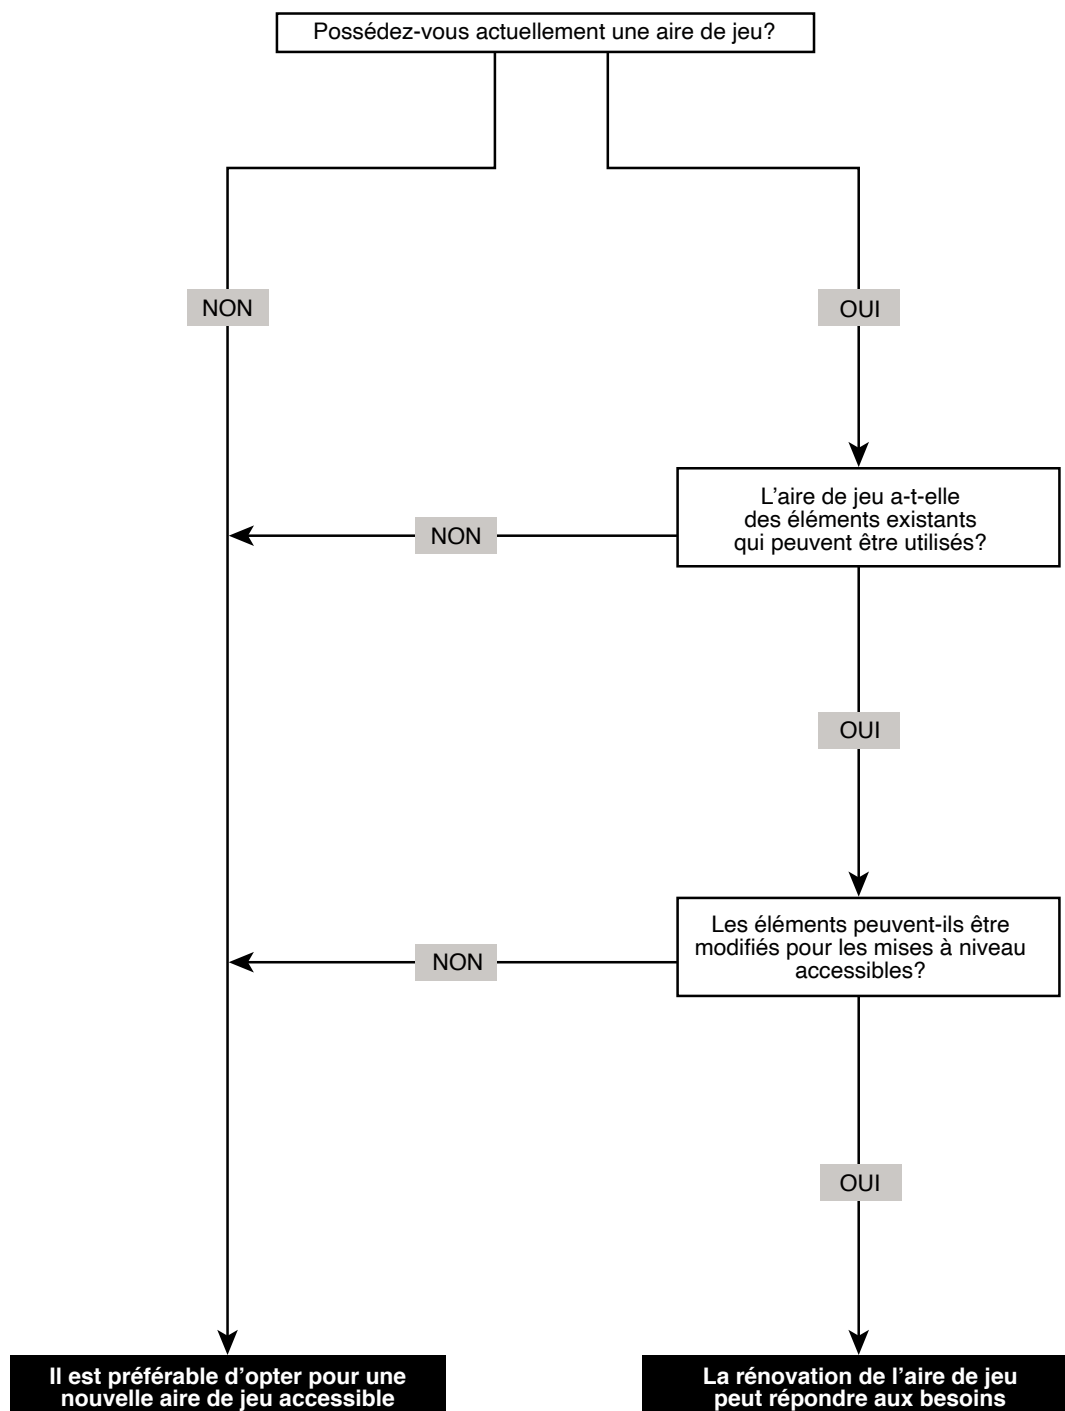 Possédez-vous actuellement une aire de jeu?
NON
OUI
L'aire de jeu a-t-elle
des éléments existants
qui peuvent être utilisés?
NON
OUI
Les éléments peuvent-ils être
modifiés pour les mises à niveau
accessibles?
NON
OUI
Il est préférable d'opter pour une
nouvelle aire de jeu accessible
La rénovation de l'aire de jeu
peut répondre aux besoins